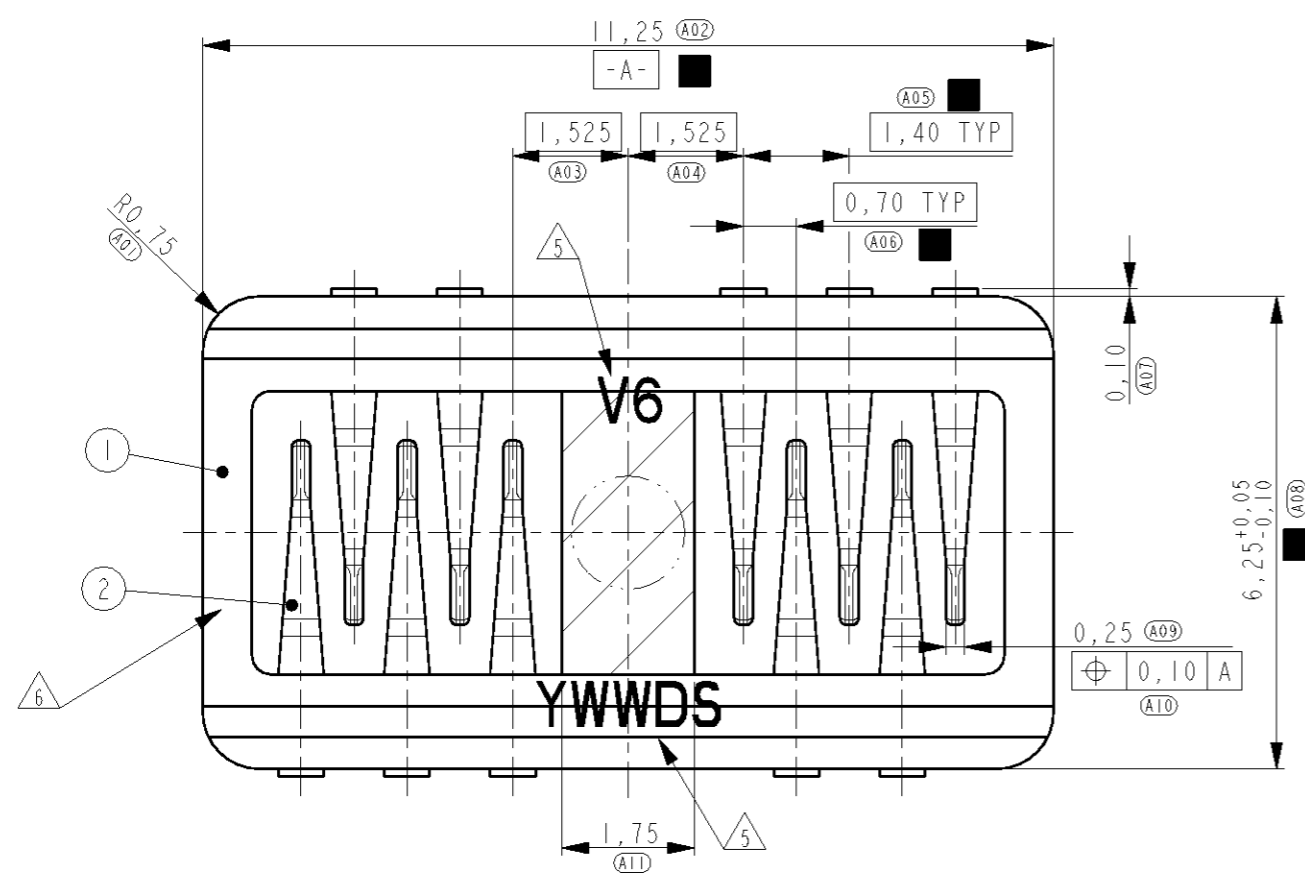 11,25 A02
-A-
A05
1,525 1,525 1,40 TYP
A03 A04
0,70 TYP
A06
R0,75
A01
5
0,10
A07
V6
1
2
6,25 +0,05 -0,10
A08
0,25 A09
0,10 A
A10
6
YWWDS
1,75
A11
5